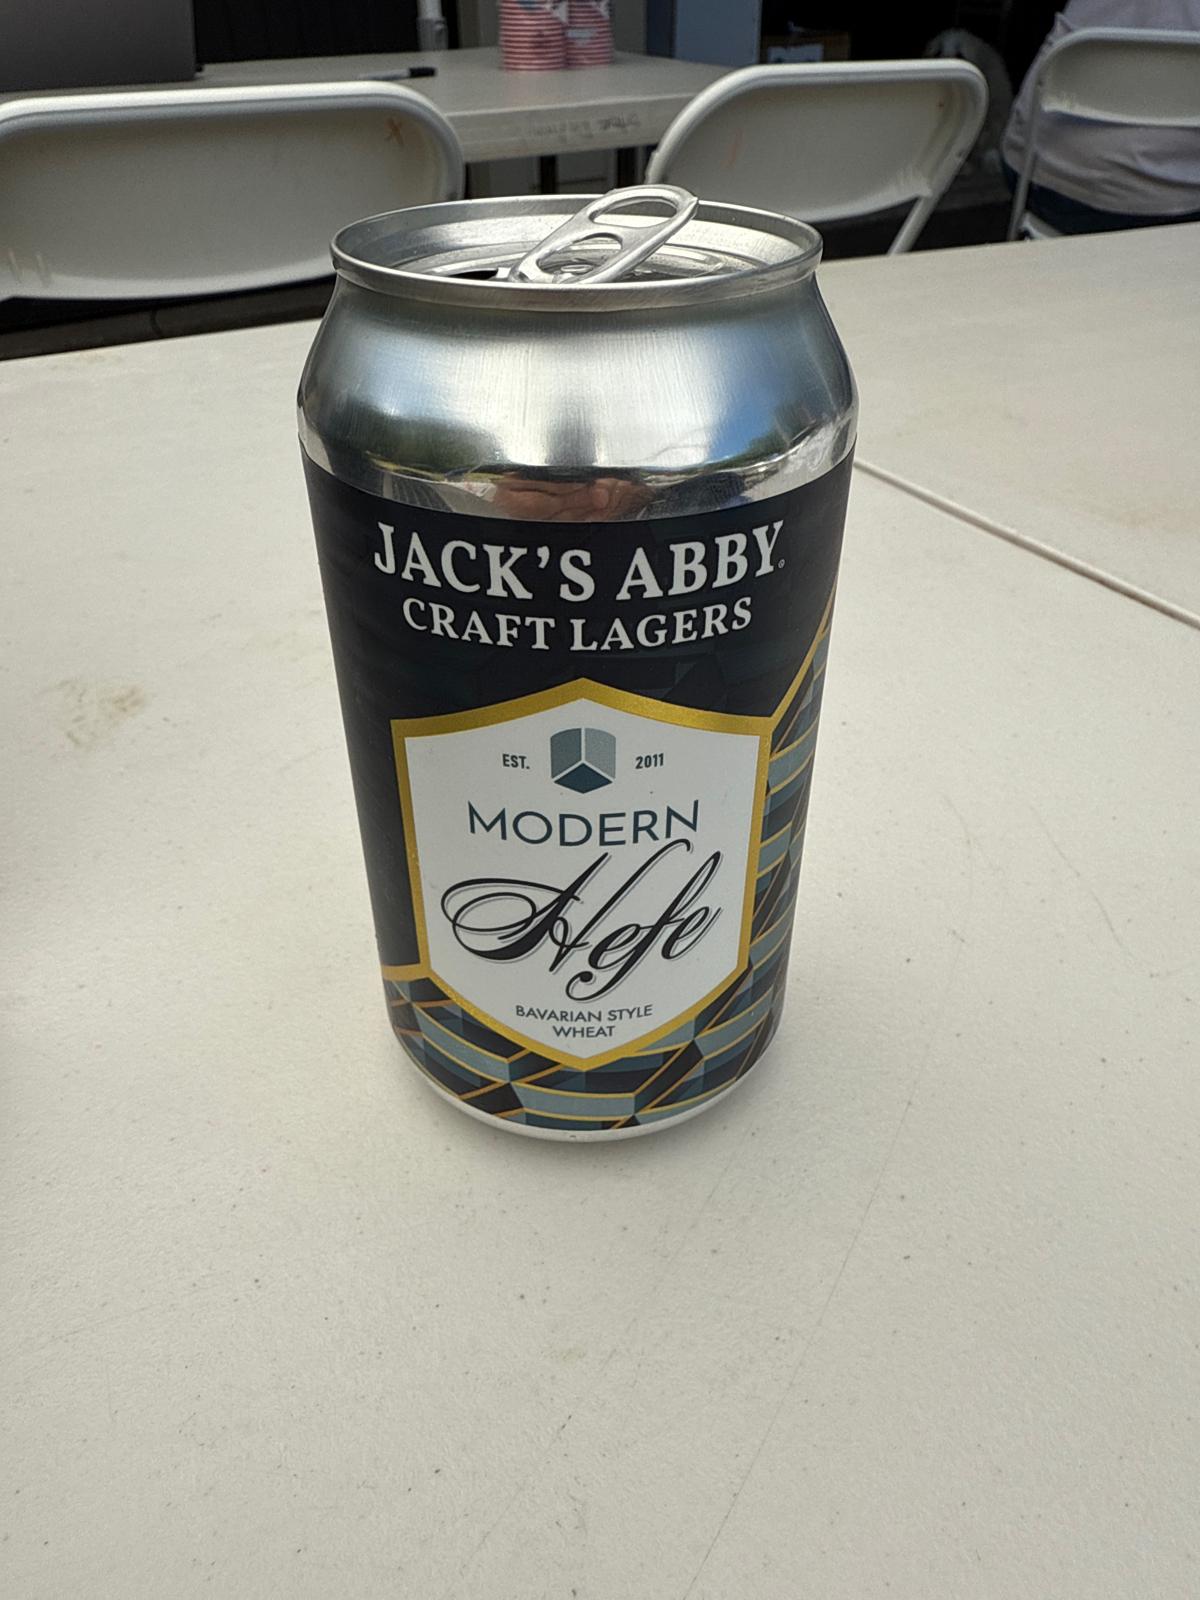 JACK'S ABBY
CRAFT LAGERS
EST. 2011
MODERN
Hefe
BAVARIAN STYLE
WHEAT